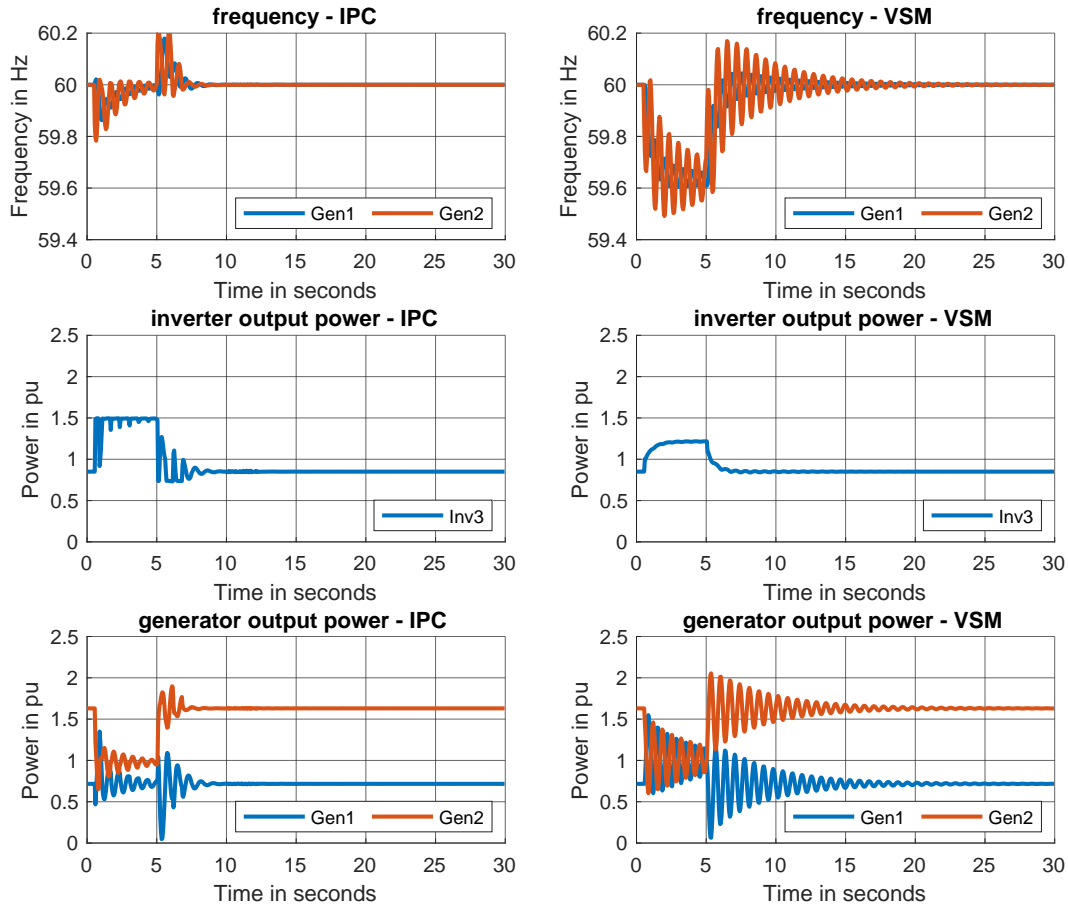 frequency - IPC
60.2
60
59.8
59.6
59.4
Frequency in Hz
Gen1 Gen2
0 5 10 15 20 25 30
Time in seconds
frequency - VSM
60.2
60
59.8
59.6
59.4
Frequency in Hz
Gen1 Gen2
0 5 10 15 20 25 30
Time in seconds
inverter output power - IPC
2.5
2
1.5
1
0.5
0
Power in pu
Inv3
0 5 10 15 20 25 30
Time in seconds
inverter output power - VSM
2.5
2
1.5
1
0.5
0
Power in pu
Inv3
0 5 10 15 20 25 30
Time in seconds
generator output power - IPC
2.5
2
1.5
1
0.5
0
Power in pu
Gen1 Gen2
0 5 10 15 20 25 30
Time in seconds
generator output power - VSM
2.5
2
1.5
1
0.5
0
Power in pu
Gen1 Gen2
0 5 10 15 20 25 30
Time in seconds